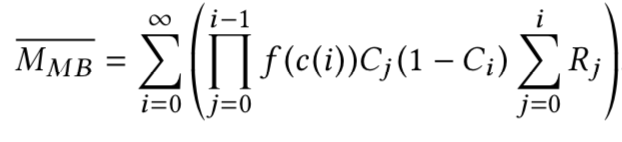 $\overline{M_{MB}} = \sum_{i=0}^{\infty} \left( \prod_{j=0}^{i-1} f(c(i)) C_j (1 - C_i) \sum_{j=0}^{i} R_j \right)$